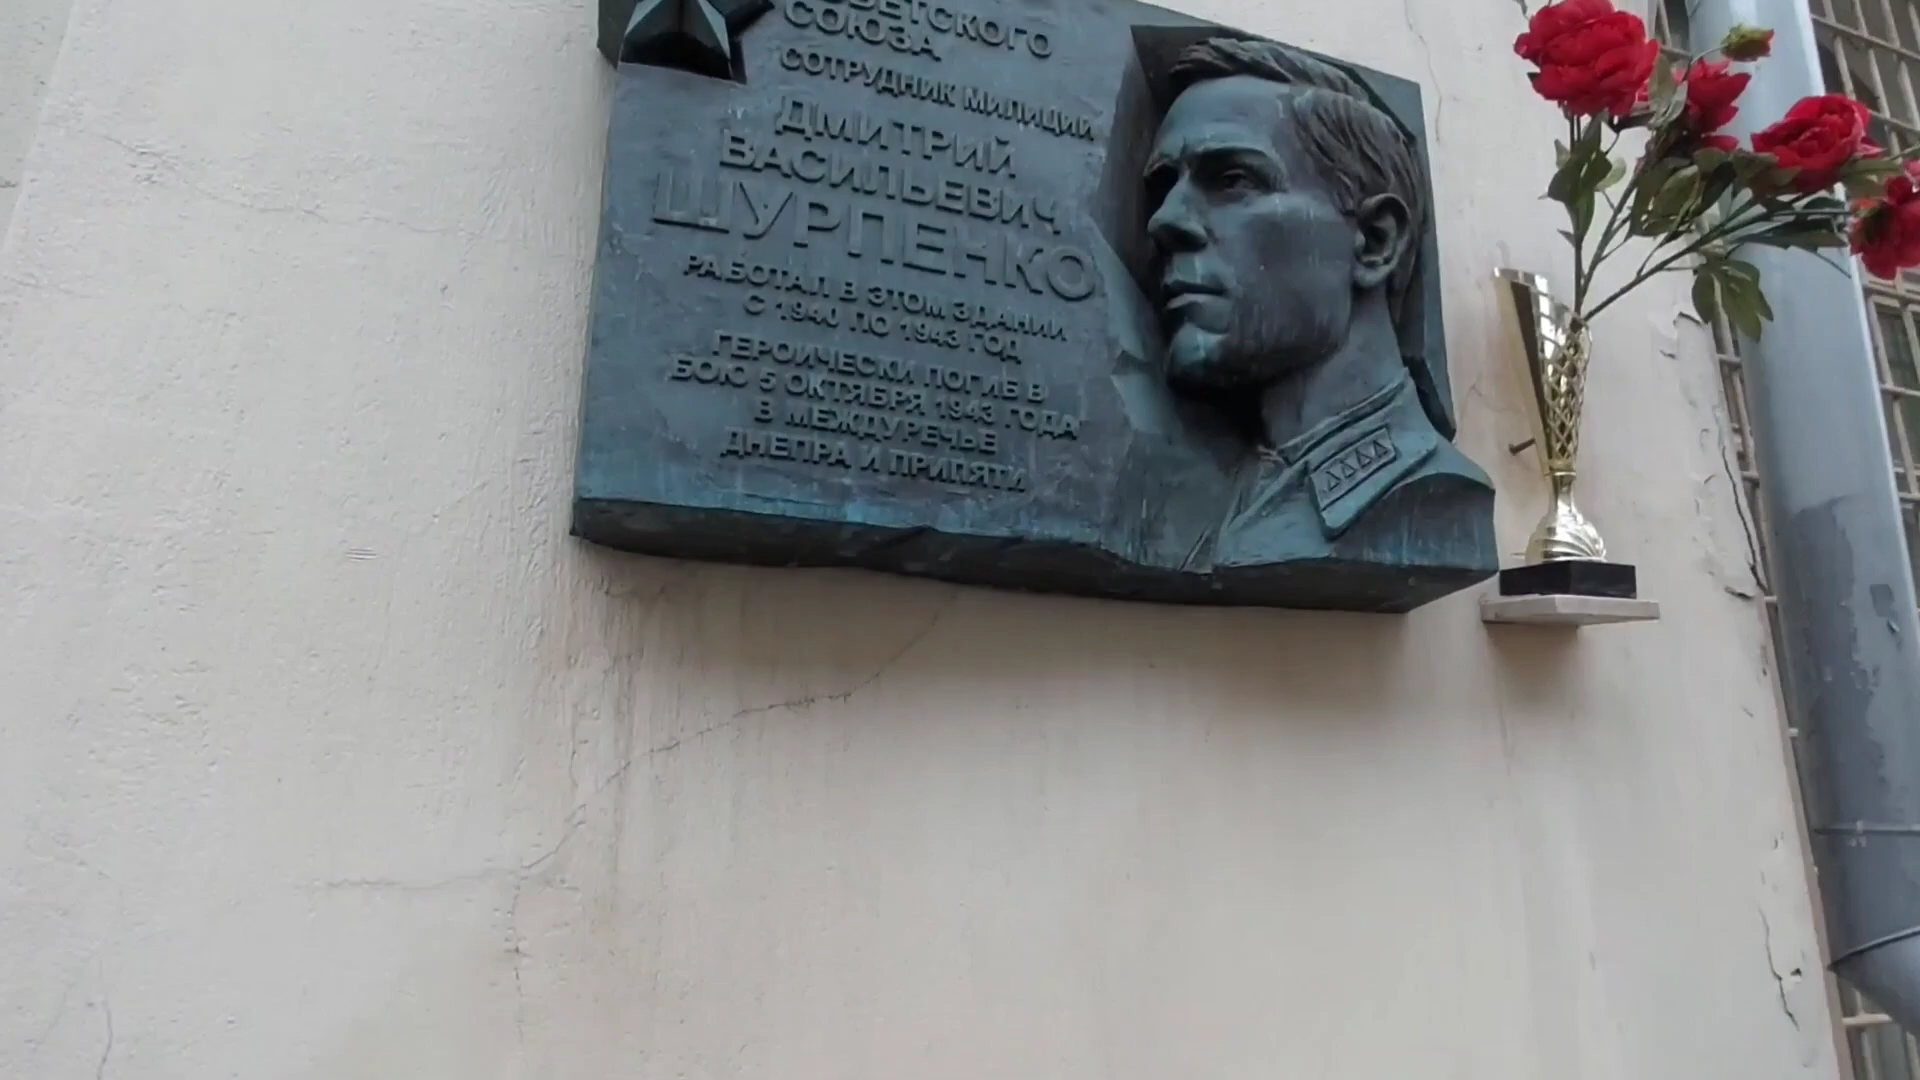 СОВЕТСКОГО
СОЮЗА
СОТРУДНИК МИЛИЦИИ
ДМИТРИЙ
ВАСИЛЬЕВИЧ
ШУРПЕНКО
РАБОТАЛ В ЭТОМ ЗДАНИИ
С 1940 ПО 1943 ГОД
ГЕРОИЧЕСКИ ПОГИБ В
БОЮ 5 ОКТЯБРЯ 1943 ГОДА
В МЕЖДУРЕЧЬЕ
ДНЕПРА И ПРИПЯТИ